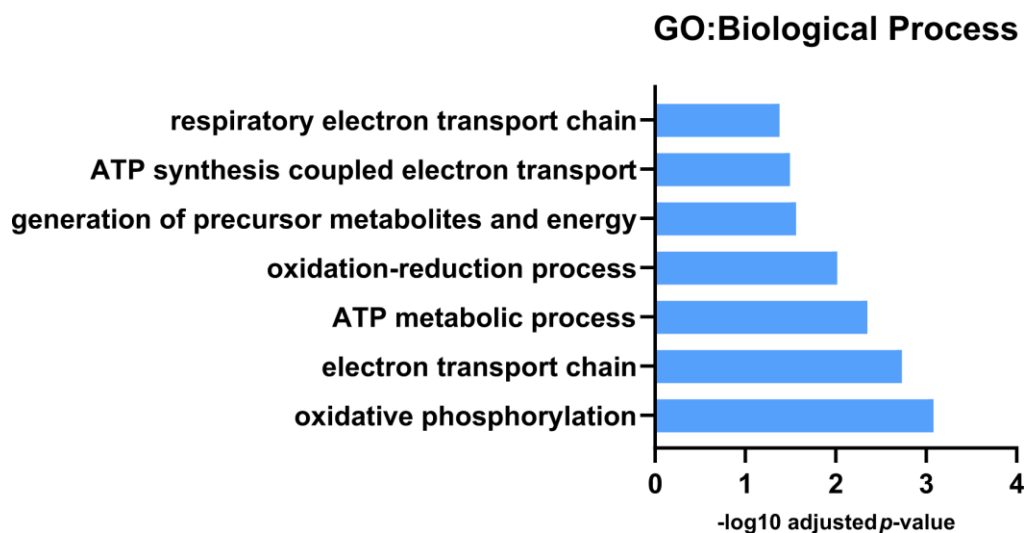 GO:Biological Process
respiratory electron transport chain
ATP synthesis coupled electron transport
generation of precursor metabolites and energy
oxidation-reduction process
ATP metabolic process
electron transport chain
oxidative phosphorylation
0 1 2 3 4
-log10 adjusted p-value